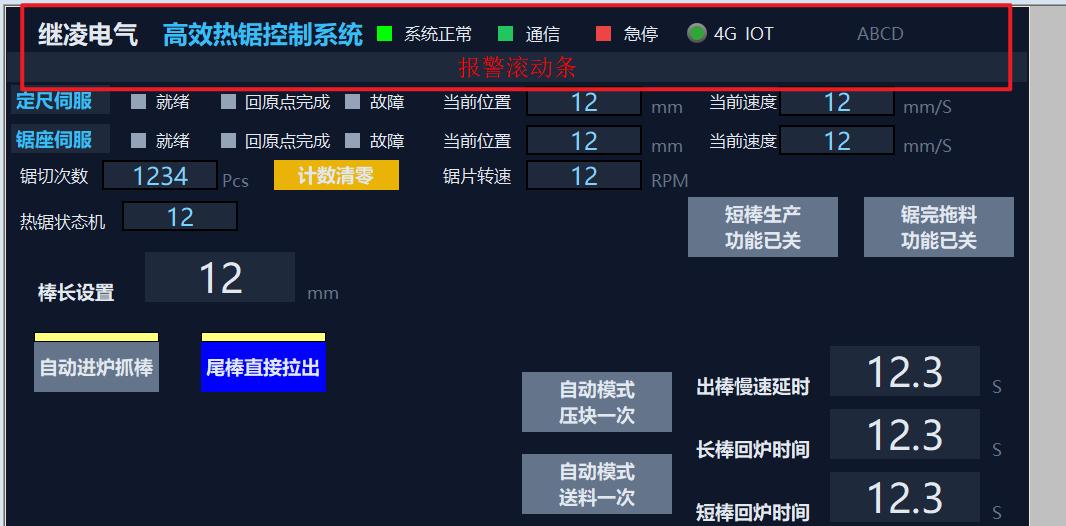 继凌电气 高效热锯控制系统 系统正常 通信 急停 4G IOT ABCD
报警滚动条
定尺伺服 就绪 回原点完成 故障 当前位置 12 mm 当前速度 12 mm/S
锯座伺服 就绪 回原点完成 故障 当前位置 12 mm 当前速度 12 mm/S
锯切次数 1234 Pcs 计数清零 锯片转速 12 RPM
热锯状态机 12
短棒生产
功能已关
锯完拖料
功能已关
棒长设置 12 mm
自动进炉抓棒 尾棒直接拉出
自动模式
压块一次
自动模式
送料一次
出棒慢速延时 12.3 S
长棒回炉时间 12.3 S
短棒回炉时间 12.3 S